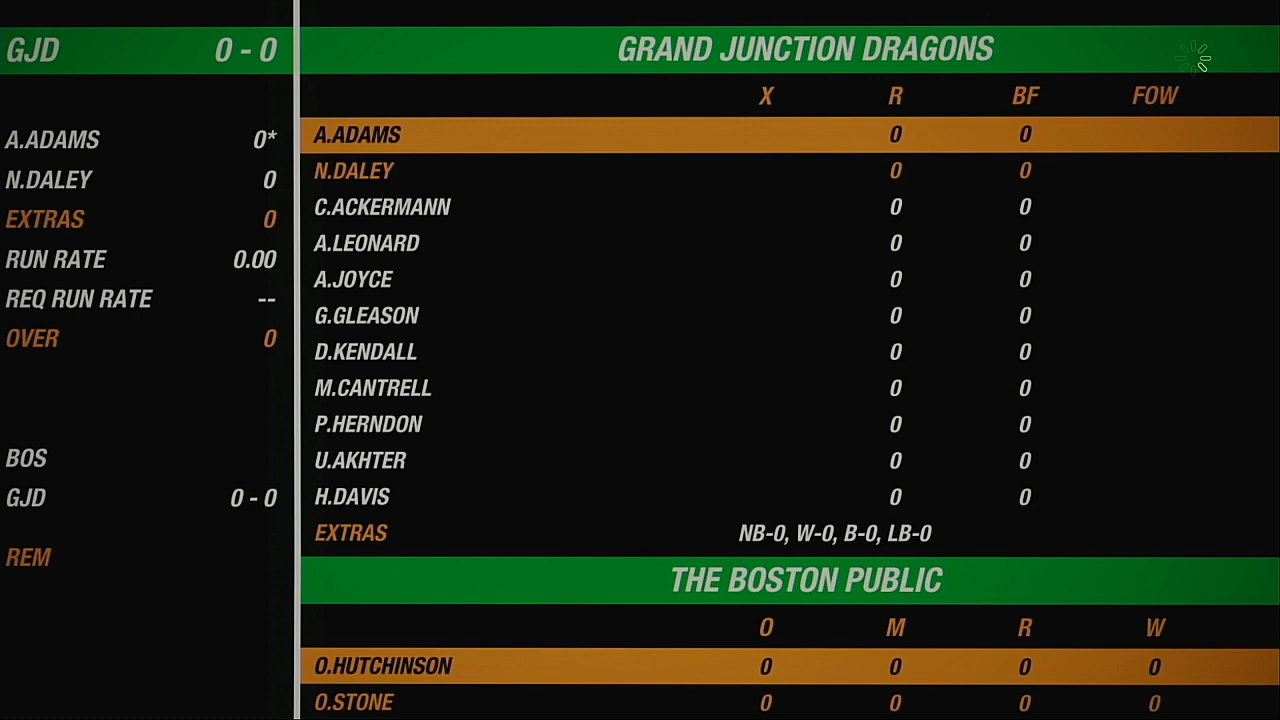 GJD 0 - 0
A.ADAMS 0*
N.DALEY 0
EXTRAS 0
RUN RATE 0.00
REQ RUN RATE --
OVER 0
BOS
GJD 0 - 0
REM
GRAND JUNCTION DRAGONS
X R BF FOW
A.ADAMS 0 0
N.DALEY 0 0
C.ACKERMANN 0 0
A.LEONARD 0 0
A.JOYCE 0 0
G.GLEASON 0 0
D.KENDALL 0 0
M.CANTRELL 0 0
P.HERNDON 0 0
U.AKHTER 0 0
H.DAVIS 0 0
EXTRAS NB-0, W-0, B-0, LB-0
THE BOSTON PUBLIC
O M R W
O.HUTCHINSON 0 0 0 0
O.STONE 0 0 0 0